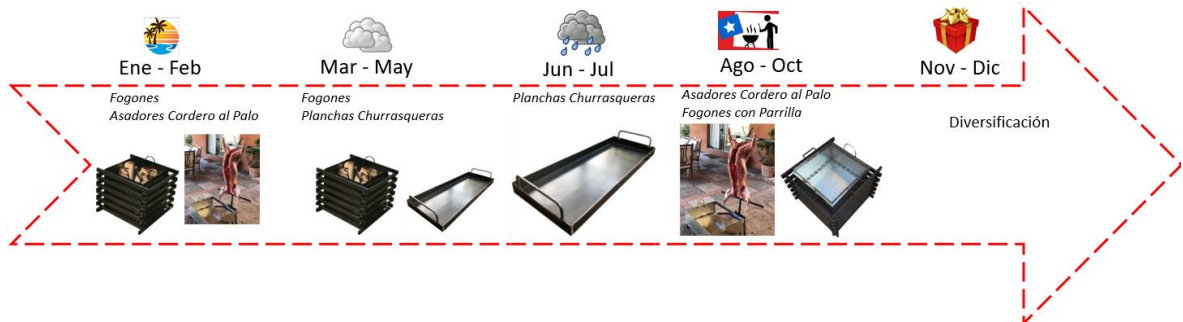 Ene - Feb
Mar - May
Jun - Jul
Ago - Oct
Nov - Dic
Fogones
Asadores Cordero al Palo
Fogones
Planchas Churrasqueras
Planchas Churrasqueras
Asadores Cordero al Palo
Fogones con Parrilla
Diversificación